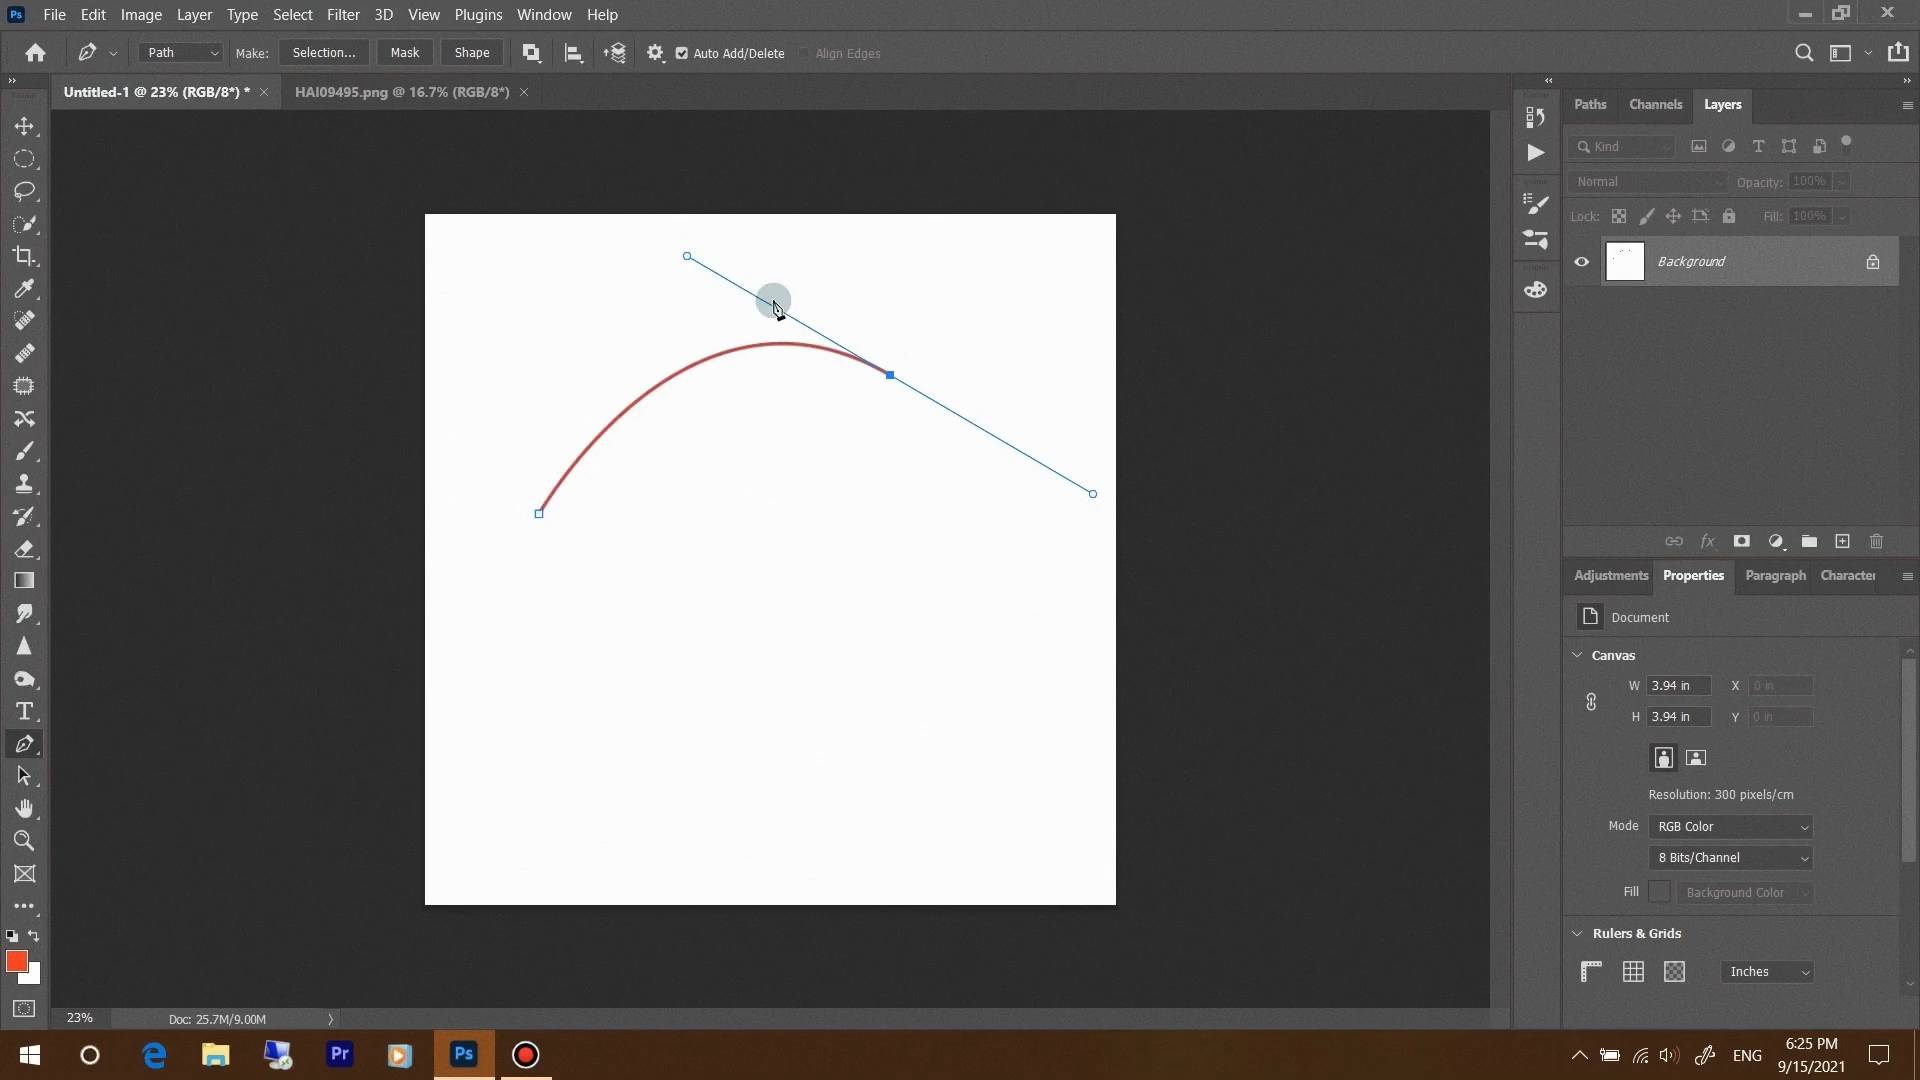 Ps File Edit Image Layer Type Select Filter 3D View Plugins Window Help
Path Make: Selection... Mask Shape Auto Add/Delete Align Edges
Untitled-1 @ 23% (RGB/8*) * HAI09495.png @ 16.7% (RGB/8*)
Paths Channels Layers
Kind
Normal Opacity: 100%
Lock: Fill: 100%
Background
Adjustments Properties Paragraph Character
Document
Canvas
W 3.94 in X 0 in
H 3.94 in Y 0 in
Resolution: 300 pixels/cm
Mode RGB Color
8 Bits/Channel
Fill Background Color
Rulers & Grids
Inches
23% Doc: 25.7M/9.00M
Pr Ps ENG 6:25 PM
9/15/2021